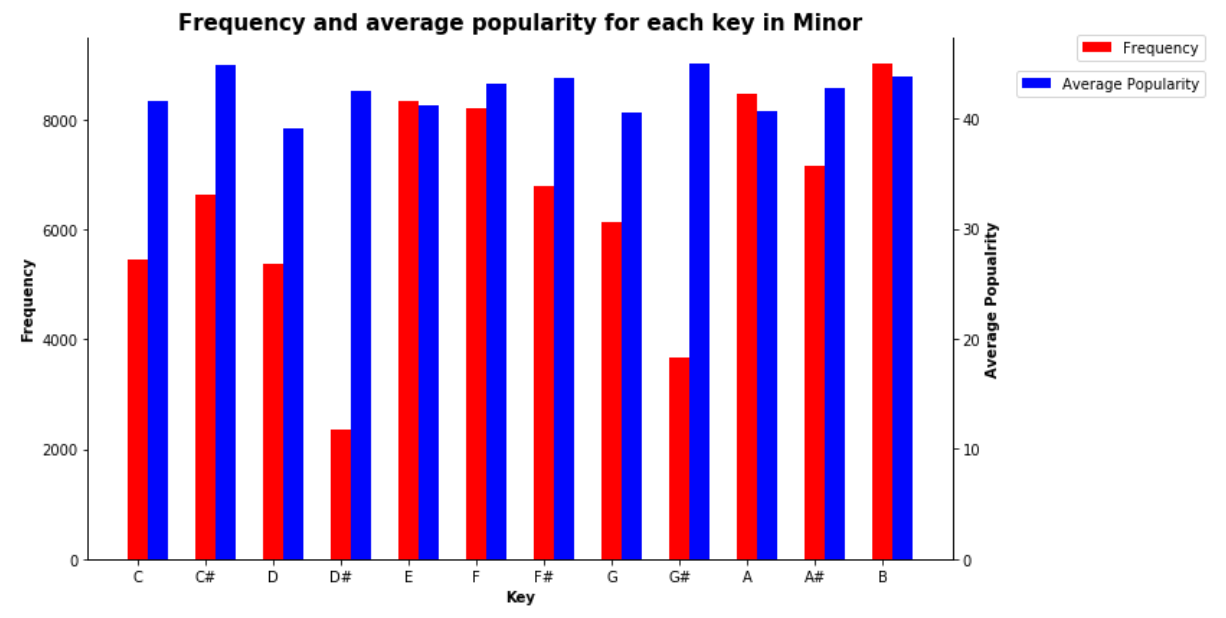 Frequency and average popularity for each key in Minor
Frequency
Average Popularity
8000
6000
4000
2000
0
Frequency
40
30
20
10
0
Average Popualrity
C C# D D# E F F# G G# A A# B
Key